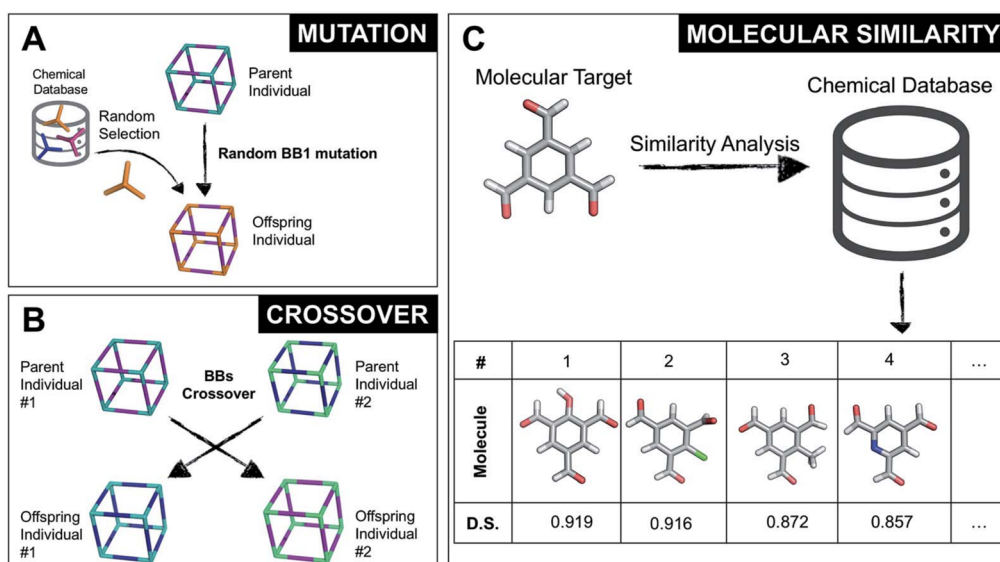 A
MUTATION
Chemical
Database
Random
Selection
Parent
Individual
Random BB1 mutation
Offspring
Individual
B
CROSSOVER
Parent
Individual
#1
BBs
Crossover
Parent
Individual
#2
Offspring
Individual
#1
Offspring
Individual
#2
C
MOLECULAR SIMILARITY
Molecular Target
Similarity Analysis
Chemical Database
# 1 2 3 4 ...
Molecule
D.S. 0.919 0.916 0.872 0.857 ...